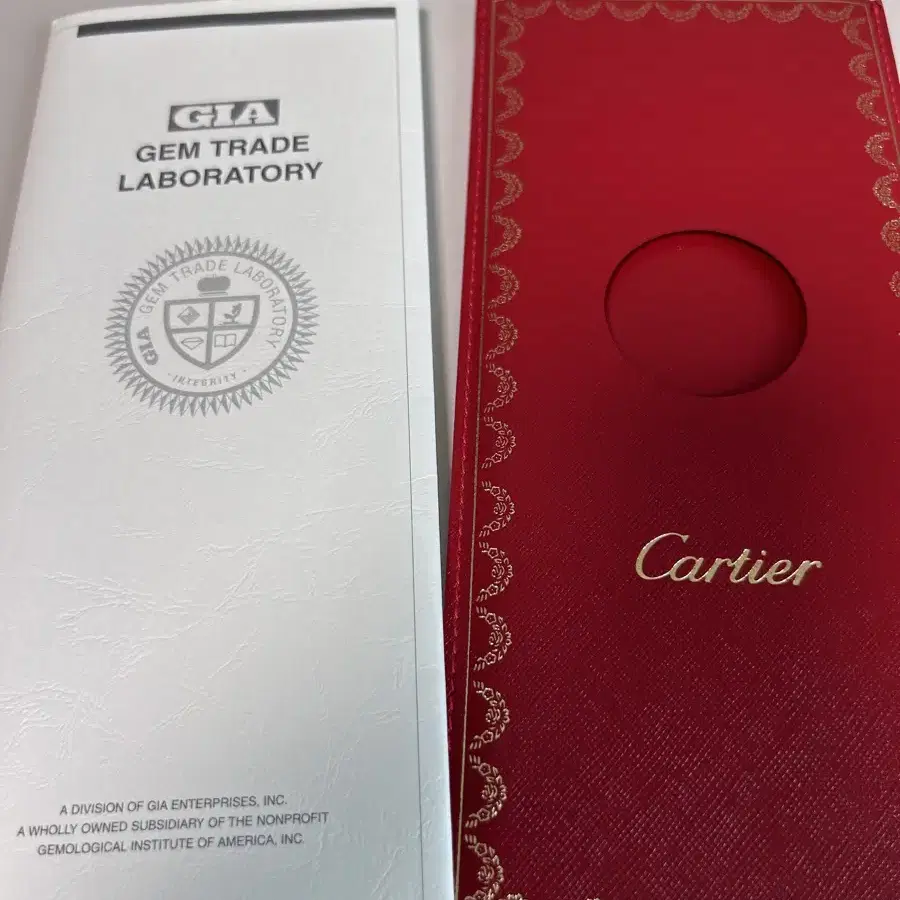 GIA
GEM TRADE
LABORATORY
GIA GEM TRADE LABORATORY
· INTEGRITY ·
A DIVISION OF GIA ENTERPRISES, INC.
A WHOLLY OWNED SUBSIDIARY OF THE NONPROFIT
GEMOLOGICAL INSTITUTE OF AMERICA, INC.
Cartier